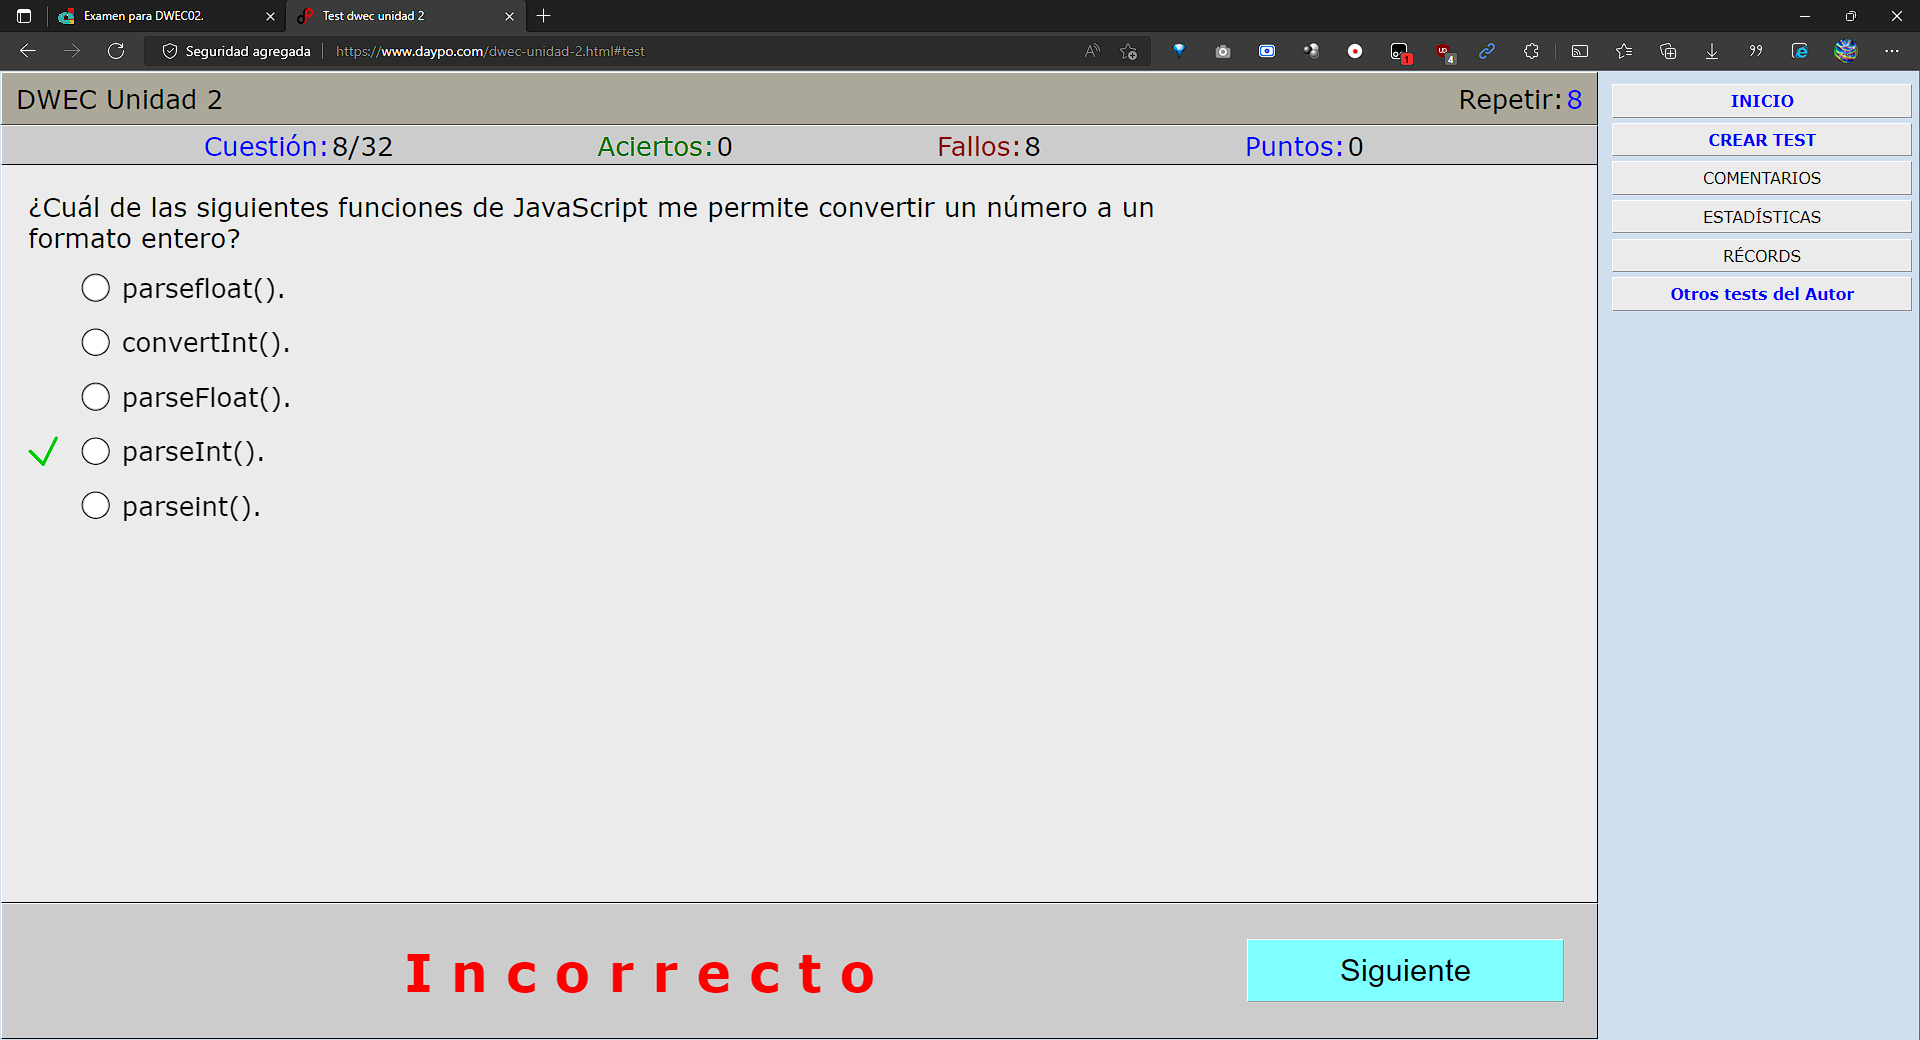 Examen para DWEC02.
Test dwec unidad 2
Seguridad agregada
https://www.daypo.com/dwec-unidad-2.html#test
1
UD
4
DWEC Unidad 2
Repetir: 8
Cuestión: 8/32
Aciertos: 0
Fallos: 8
Puntos: 0
¿Cuál de las siguientes funciones de JavaScript me permite convertir un número a un
formato entero?
parsefloat().
convertInt().
parseFloat().
parseInt().
parseint().
Incorrecto
Siguiente
INICIO
CREAR TEST
COMENTARIOS
ESTADÍSTICAS
RÉCORDS
Otros tests del Autor